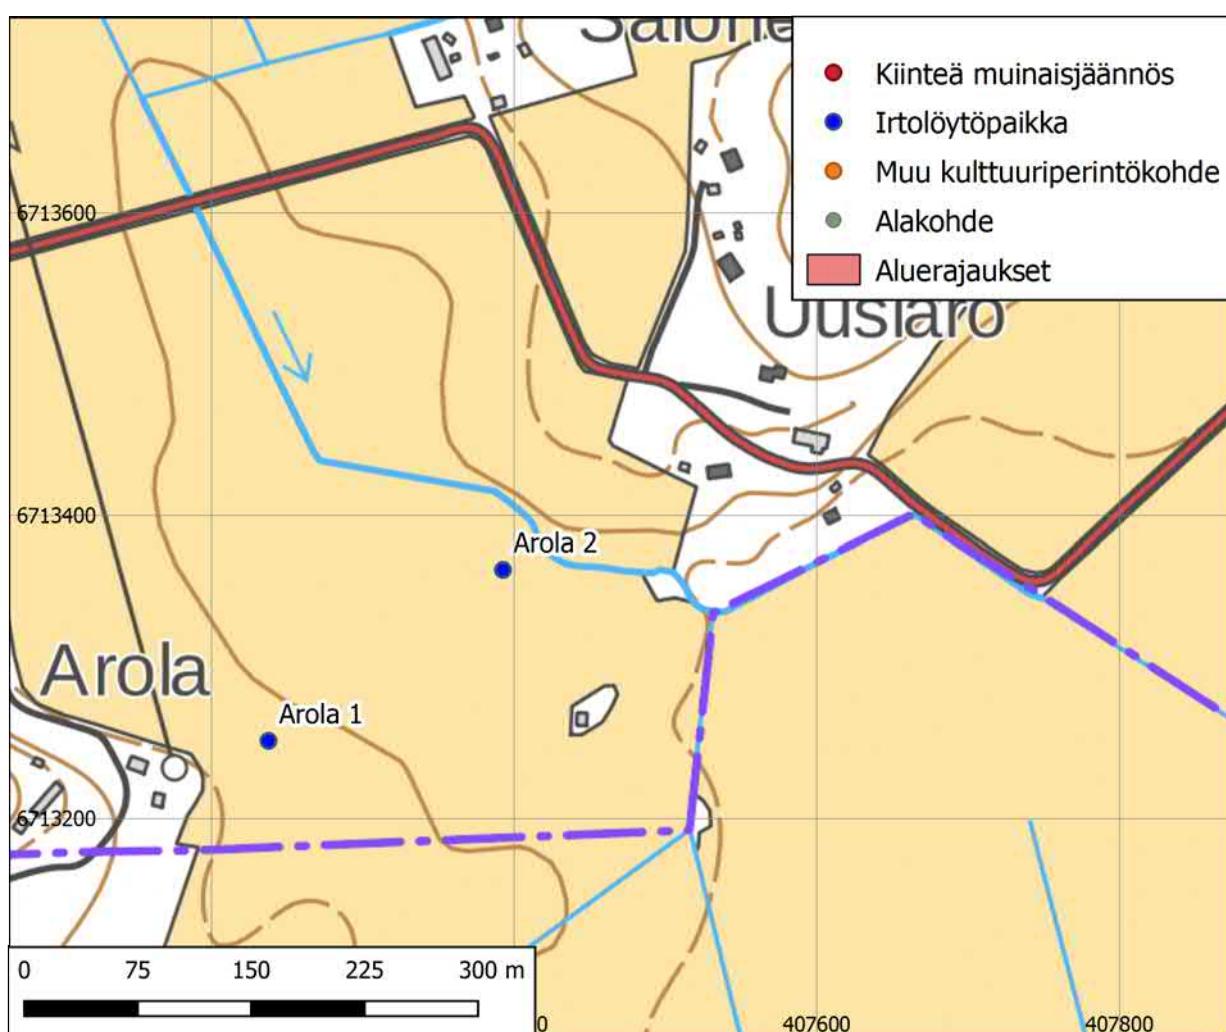 Kiinteä muinaisjäännös
Irtolöytöpaikka
Muu kulttuuriperintökohde
Alakohde
Aluerajaukset
6713600
Uuslaro
6713400
Arola 2
Arola
Arola 1
6713200
0 75 150 225 300 m
407600
407800